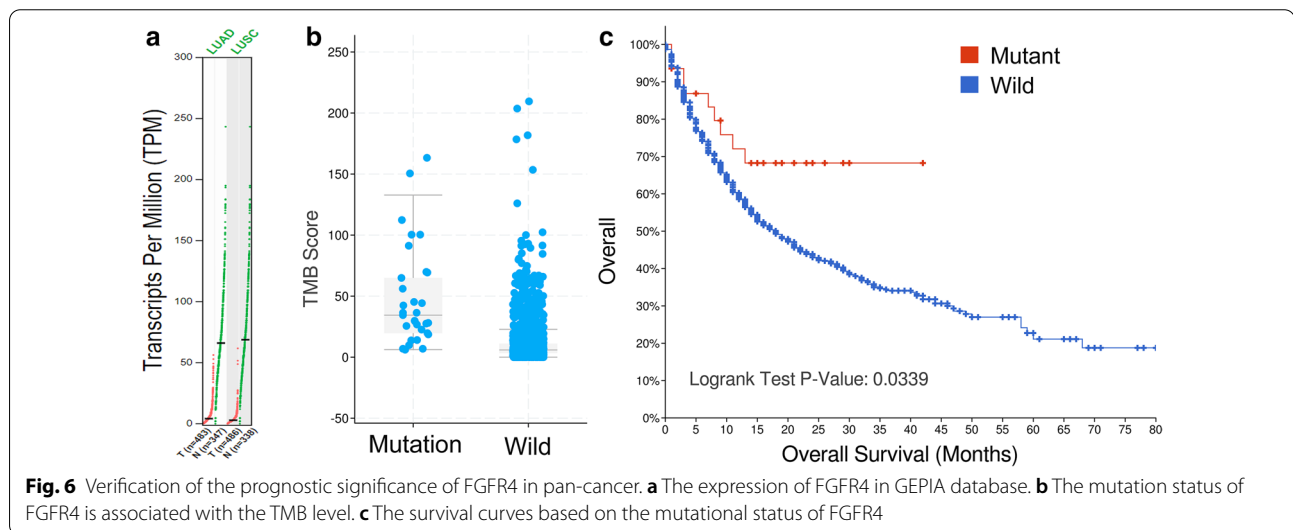 a
LUAD
LUSC
Transcripts Per Million (TPM)
300
250
200
150
100
50
0
T (n=483)
N (n=347)
T (n=486)
N (n=338)
b
TMB Score
250
200
150
100
50
0
-50
Mutation
Wild
c
Overall
100%
90%
80%
70%
60%
50%
40%
30%
20%
10%
0%
Mutant
Wild
Logrank Test P-Value: 0.0339
0 5 10 15 20 25 30 35 40 45 50 55 60 65 70 75 80
Overall Survival (Months)
Fig. 6 Verification of the prognostic significance of FGFR4 in pan-cancer. a The expression of FGFR4 in GEPIA database. b The mutation status of
FGFR4 is associated with the TMB level. c The survival curves based on the mutational status of FGFR4